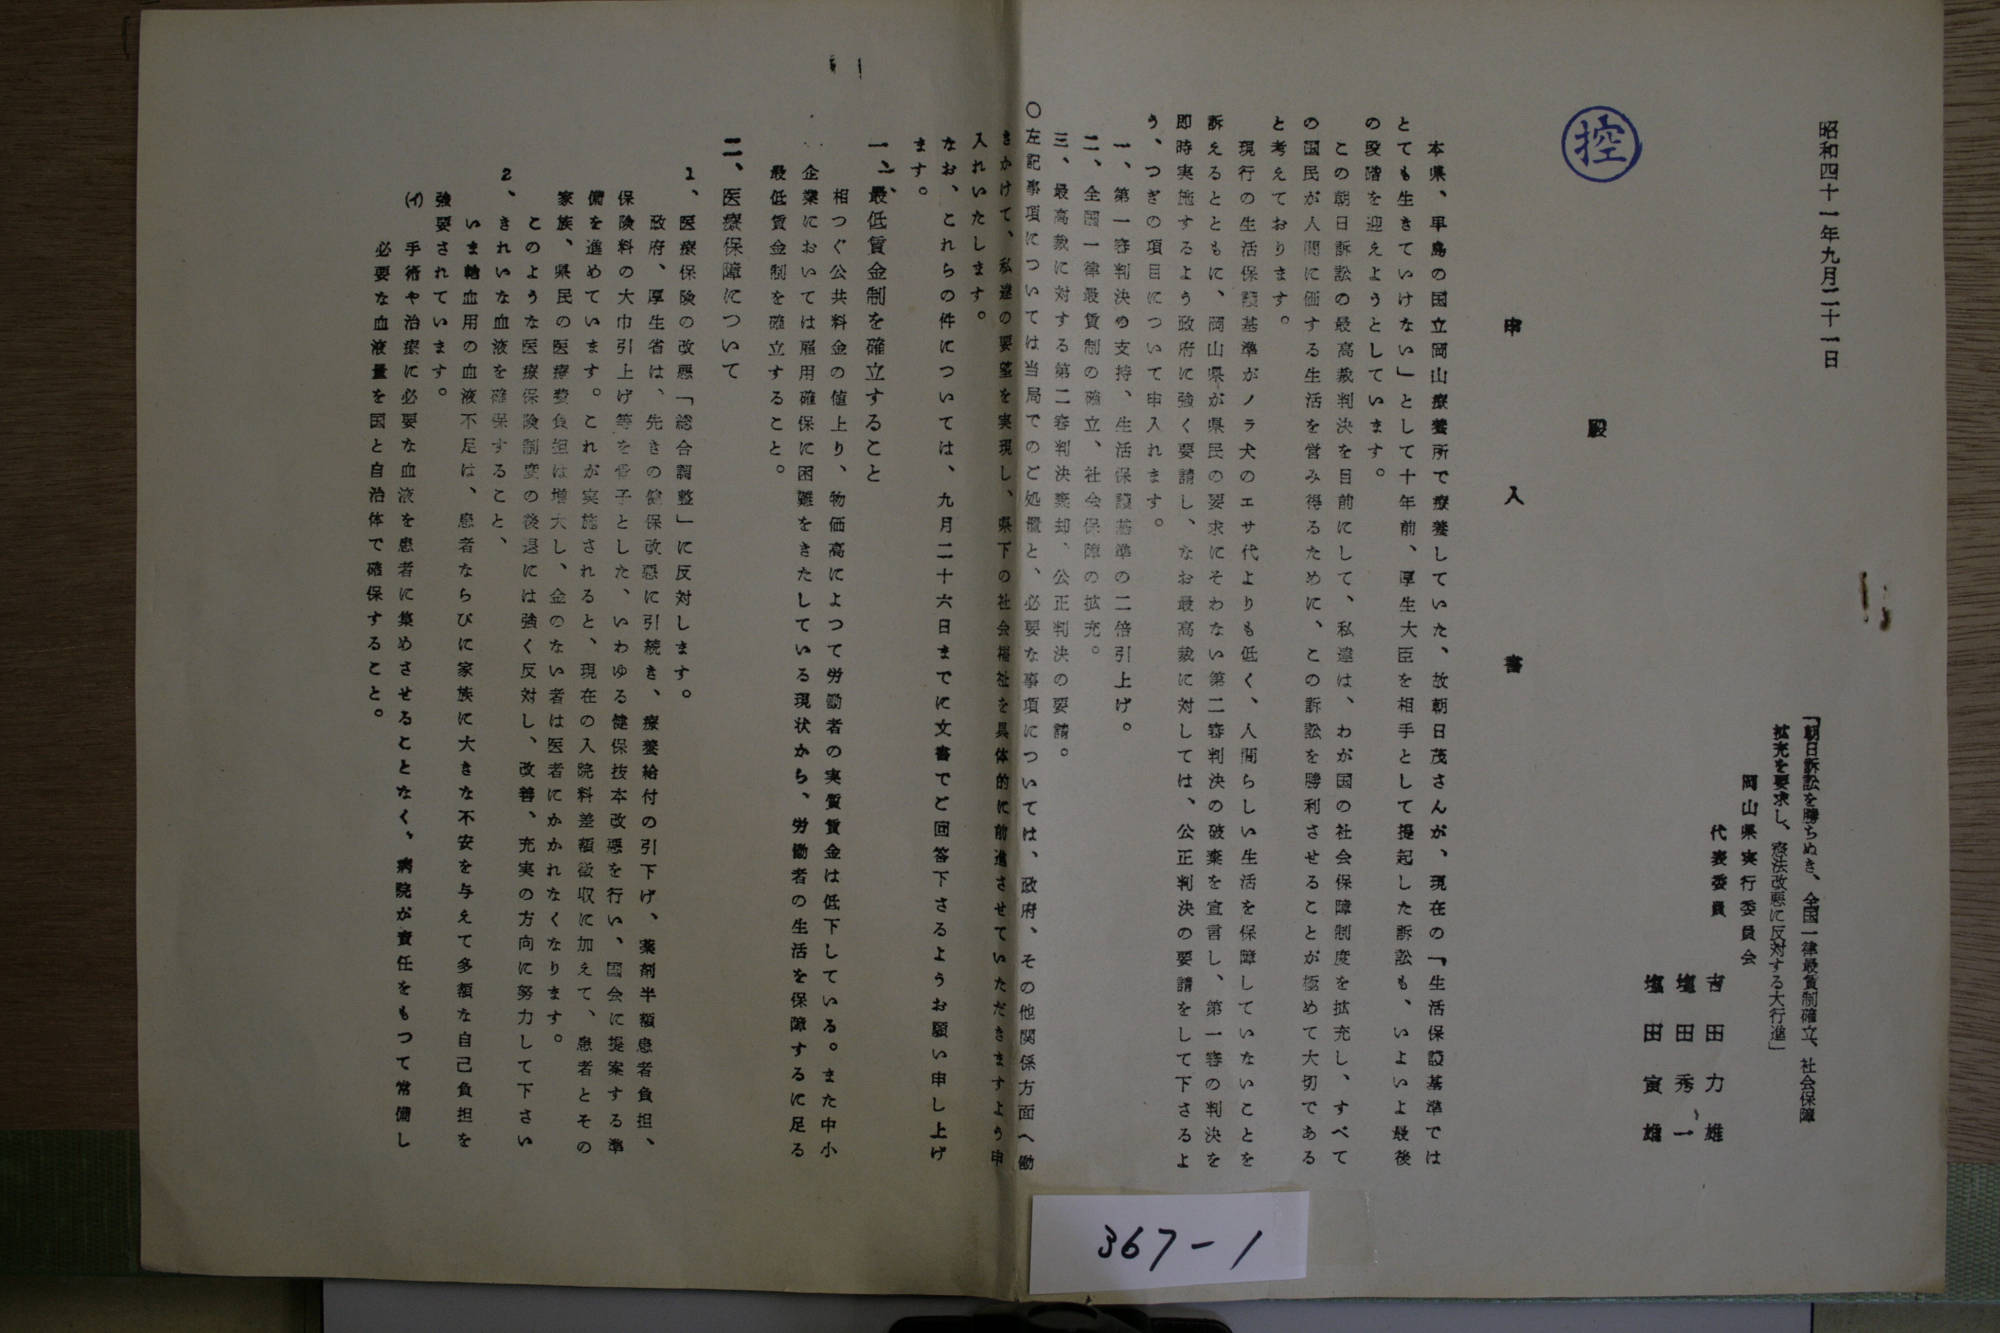 昭和四十一年九月二十一日
「朝日訴訟を勝ちぬき、全国一律最賃制確立、社会保障
拡充を要求し、憲法改悪に反対する大行進」
岡山県実行委員会
代表委員
吉田力雄
塩田秀一
塩田寅雄
控
殿
申入書
本県、早島の国立岡山療養所で療養していた、故朝日茂さんが、現在の「生活保護基準では
とても生きていけない」として十年前、厚生大臣を相手として提起した訴訟も、いよいよ最後
の段階を迎えようとしています。
この朝日訴訟の最高裁判決を目前にして、私達は、わが国の社会保障制度を拡充し、すべて
の国民が人間に価する生活を営み得るために、この訴訟を勝利させることが極めて大切である
と考えております。
現行の生活保護基準がノラ犬のエサ代よりも低く、人間らしい生活を保障していないことを
訴えるとともに、岡山県が県民の要求にそわない第二審判決の破棄を宣言し、第一審の判決を
即時実施するよう政府に強く要請し、なお最高裁に対しては、公正判決の要請をして下さるよ
う、つぎの項目について申入れます。
一、第一審判決の支持、生活保護基準の二倍引上げ。
二、全国一律最賃制の確立、社会保障の拡充。
三、最高裁に対する第二審判決棄却、公正判決の要請。
○左記事項については当局でのご処置と、必要な事項については、政府、その他関係方面へ働
きかけて、私達の要望を実現し、県下の社会福祉を具体的に前進させていただきますよう申
入れいたします。
なお、これらの件については、九月二十六日までに文書でご回答下さるようお願い申し上げ
ます。
一、最低賃金制を確立すること
相つぐ公共料金の値上り、物価高によつて労働者の実質賃金は低下している。また中小
企業においては雇用確保に困難をきたしている現状から、労働者の生活を保障するに足る
最低賃金制を確立すること。
二、医療保障について
1、医療保険の改悪「総合調整」に反対します。
政府、厚生省は、先きの健保改悪に引続き、療養給付の引下げ、薬剤半額患者負担、
保険料の大巾引上げ等を骨子とした、いわゆる健保抜本改悪を行い、国会に提案する準
備を進めています。これが実施されると、現在の入院料差額徴収に加えて、患者とその
家族、県民の医療費負担は増大し、金のない者は医者にかかれなくなります。
このような医療保険制度の後退には強く反対し、改善、充実の方向に努力して下さい
2、きれいな血液を確保すること、
いま輸血用の血液不足は、患者ならびに家族に大きな不安を与えて多額な自己負担を
強要されています。
(イ)手術や治療に必要な血液を患者に集めさせることなく、病院が責任をもつて常備し
必要な血液量を国と自治体で確保すること。
367-1